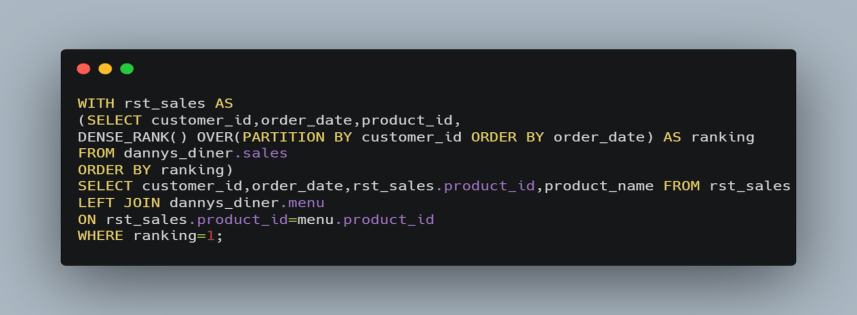 WITH rst_sales AS
(SELECT customer_id,order_date,product_id,
DENSE_RANK() OVER(PARTITION BY customer_id ORDER BY order_date) AS ranking
FROM dannys_diner.sales
ORDER BY ranking)
SELECT customer_id,order_date,rst_sales.product_id,product_name FROM rst_sales
LEFT JOIN dannys_diner.menu
ON rst_sales.product_id=menu.product_id
WHERE ranking=1;